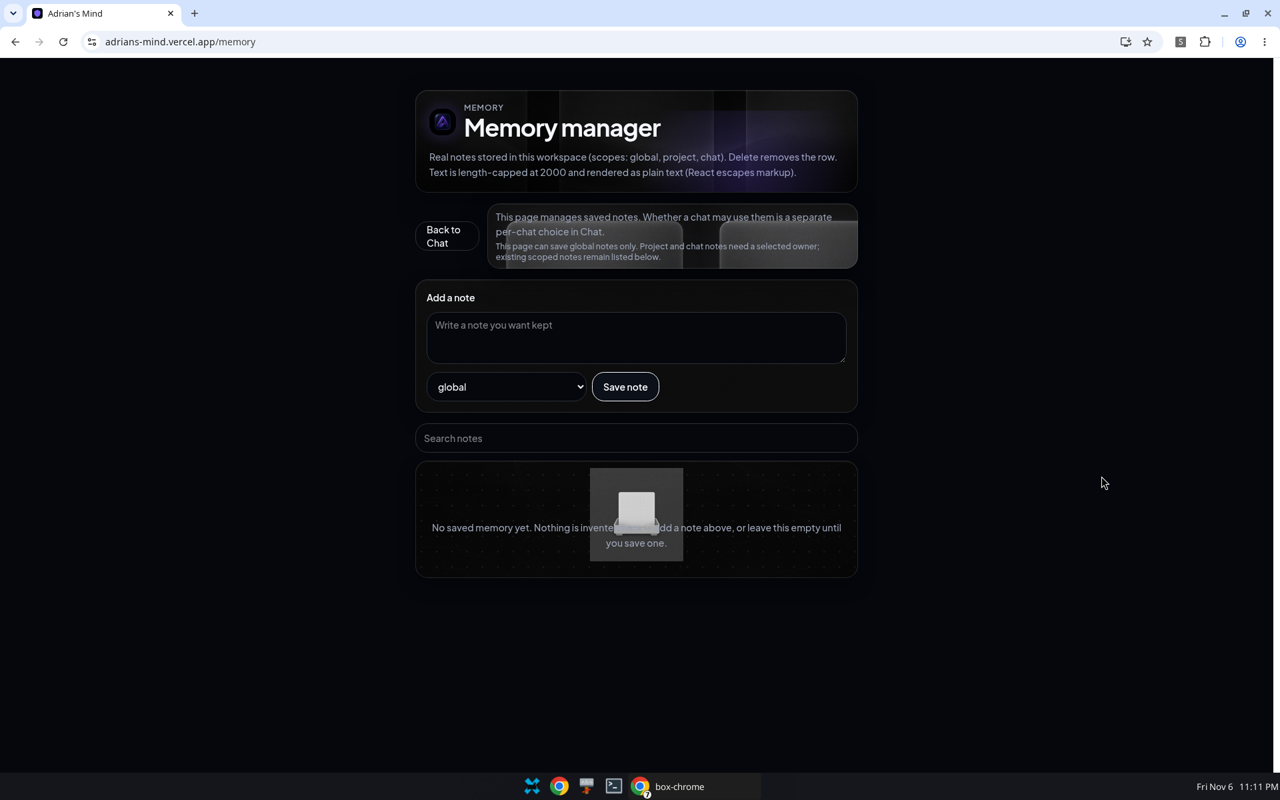 Adrian's Mind
adrians-mind.vercel.app/memory
S
MEMORY
Memory manager
Real notes stored in this workspace (scopes: global, project, chat). Delete removes the row.
Text is length-capped at 2000 and rendered as plain text (React escapes markup).
Back to
Chat
This page manages saved notes. Whether a chat may use them is a separate
per-chat choice in Chat.
This page can save global notes only. Project and chat notes need a selected owner;
existing scoped notes remain listed below.
Add a note
Write a note you want kept
global
Save note
Search notes
No saved memory yet. Nothing is invente dd a note above, or leave this empty until
you save one.
7
box-chrome
Fri Nov 6 11:11 PM